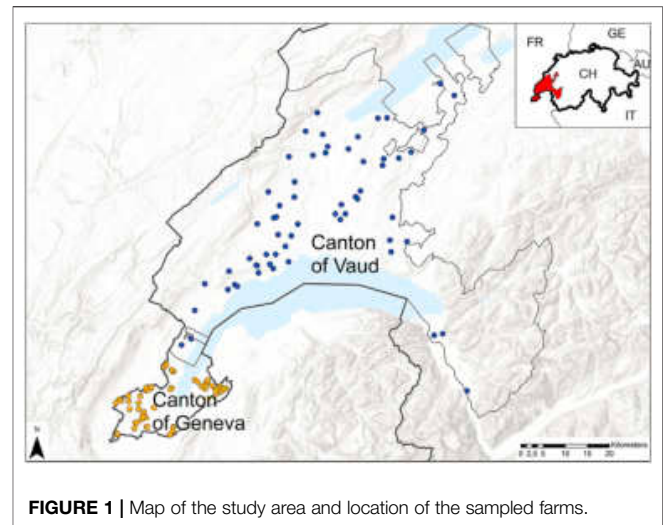 FR
GE
CH
AU
IT
Canton
of Vaud
Canton
of Geneva
N
Kilometers
0 2,5 5 10 15 20
FIGURE 1 | Map of the study area and location of the sampled farms.